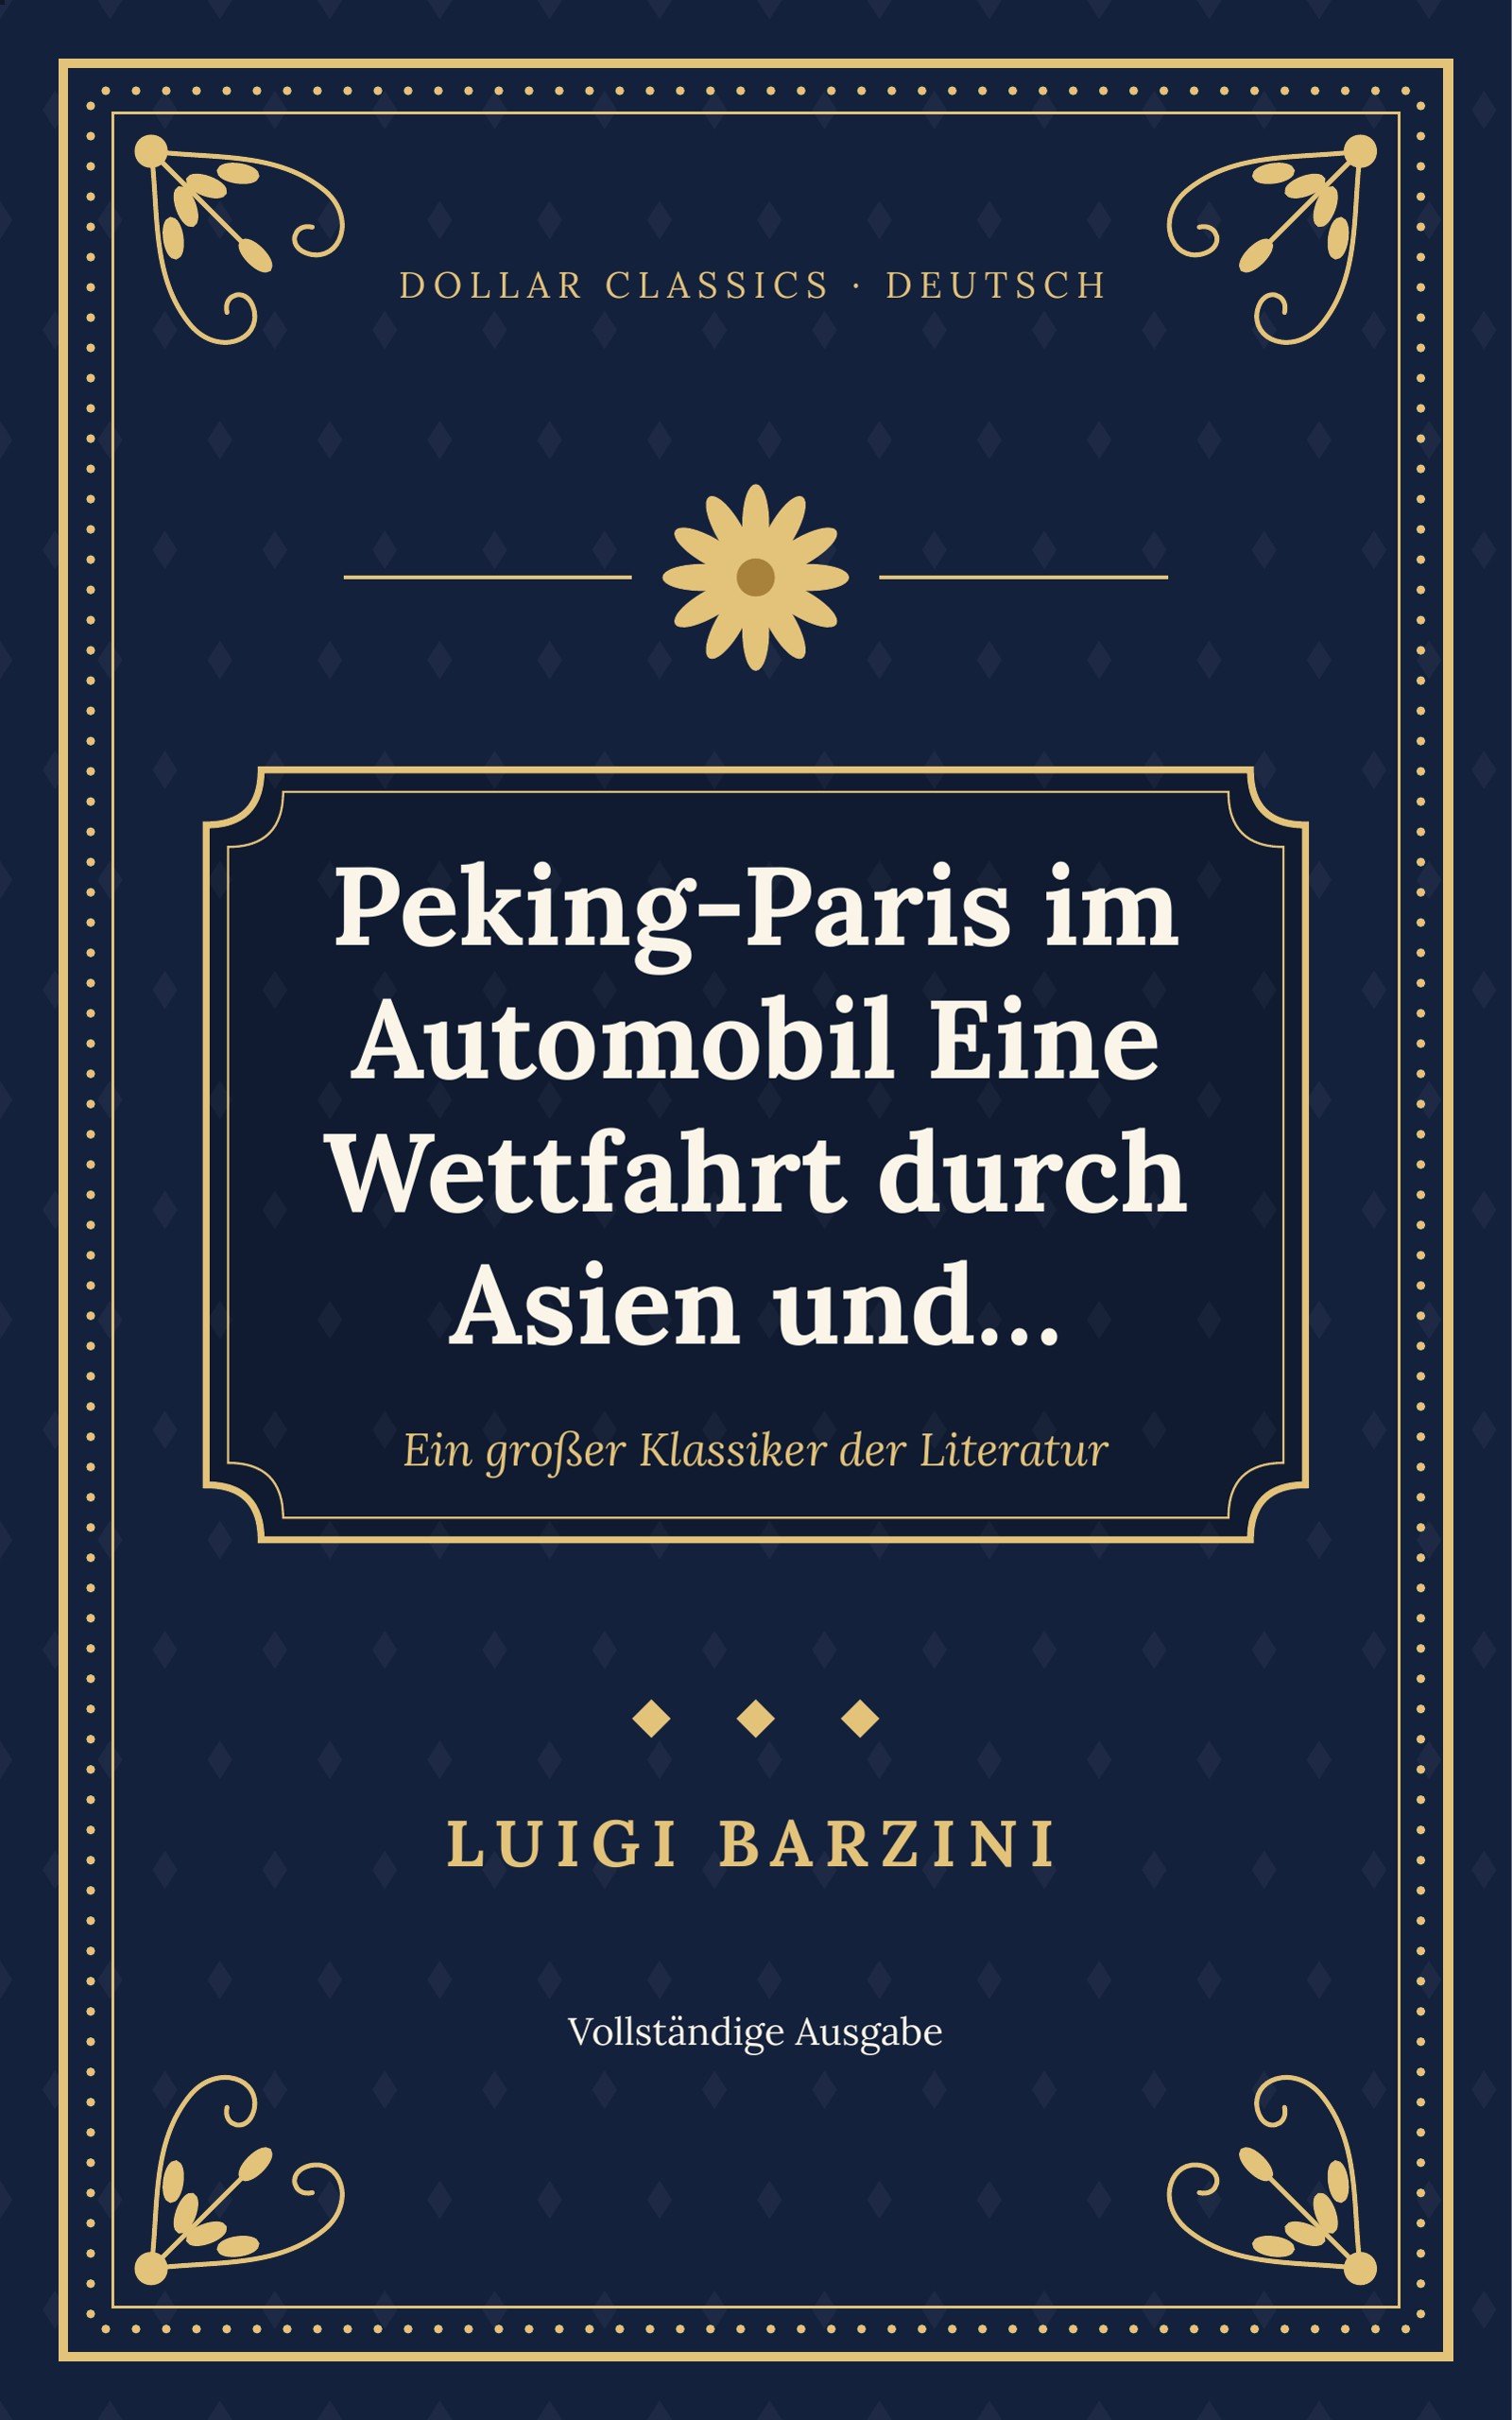 DOLLAR CLASSICS · DEUTSCH
Peking-Paris im
Automobil Eine
Wettfahrt durch
Asien und...
Ein großer Klassiker der Literatur
LUIGI BARZINI
Vollständige Ausgabe